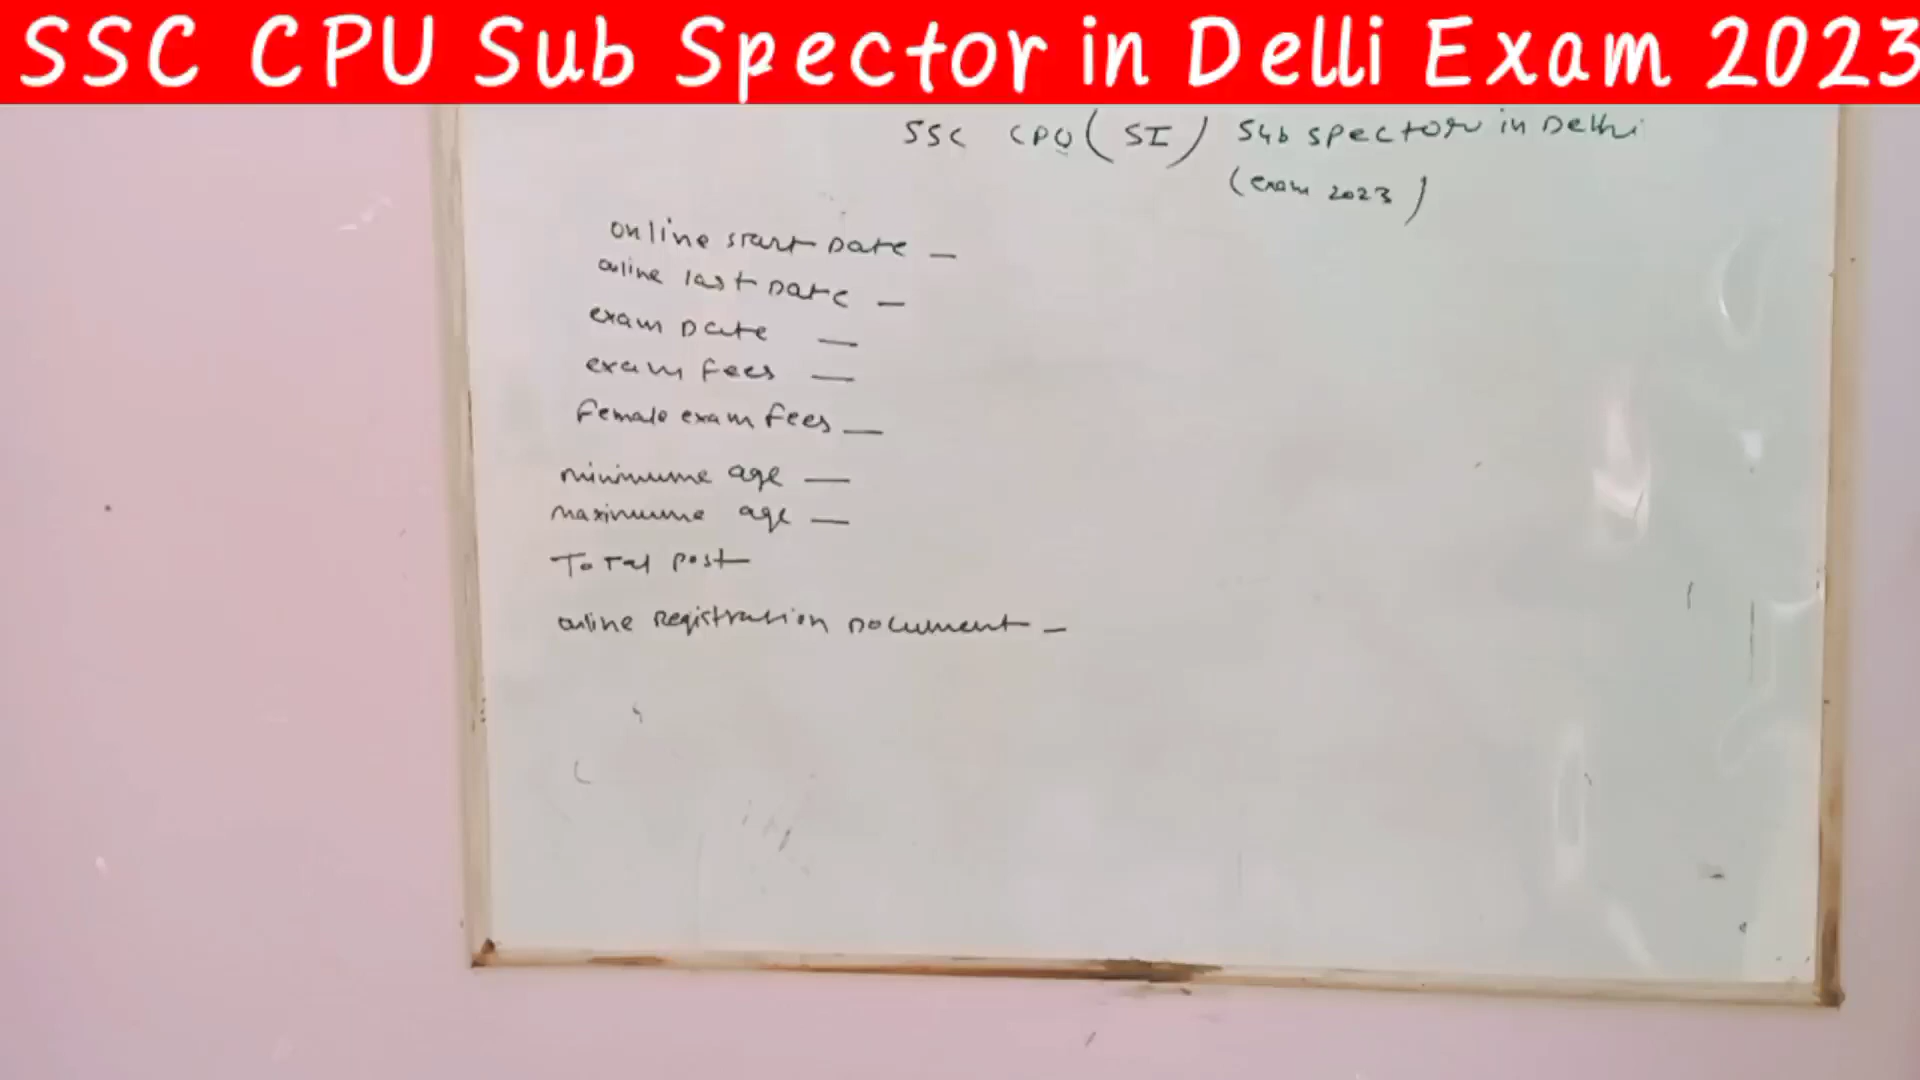 SSC CPU Sub Spector in Delli Exam 2023
SSC CPO (SI) Sub spector in Delhi
(exam 2023)
online start Date —
online last Date —
exam Date —
exam fees —
Female exam fees —
minimume age —
maximume age —
Total post
online Registration Document —